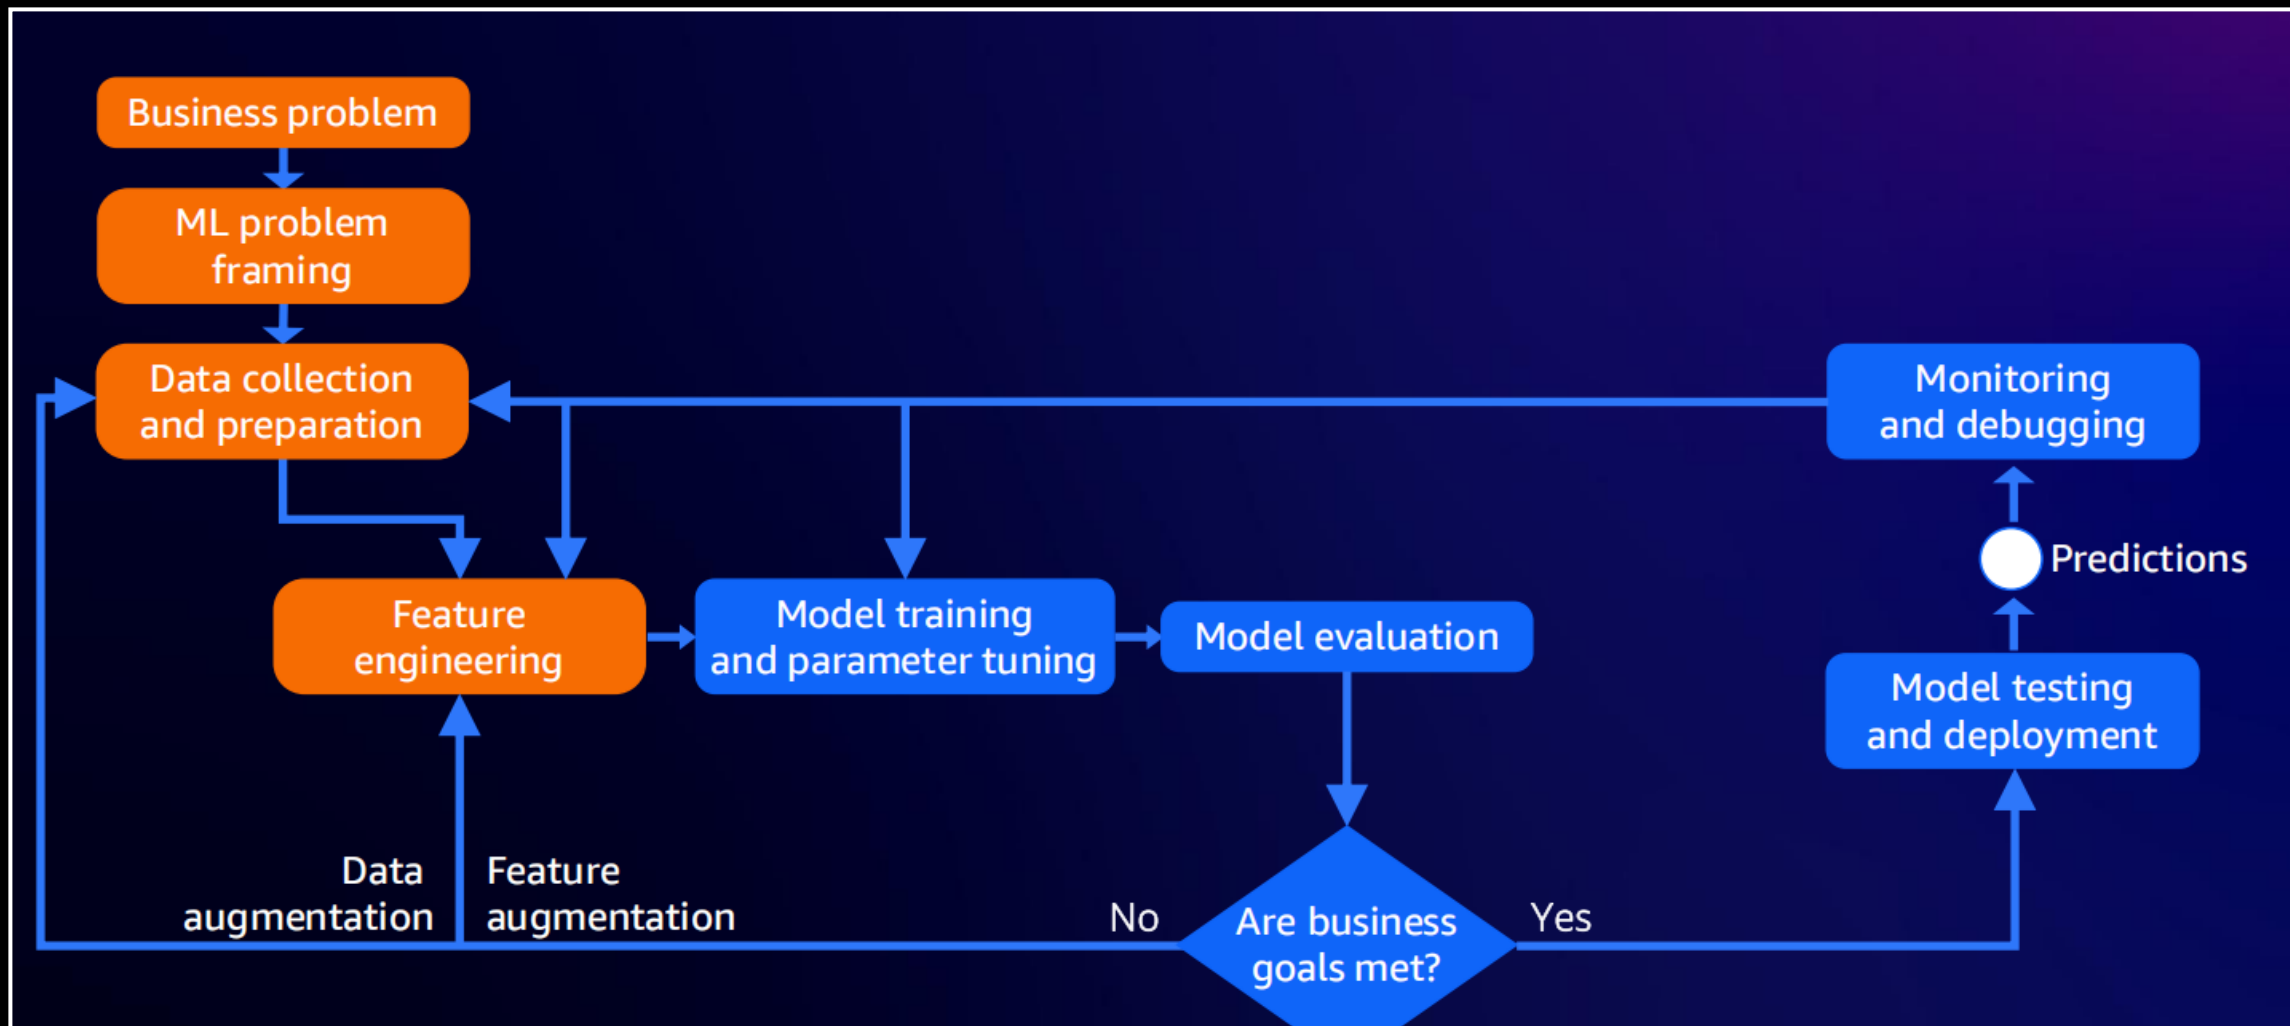 Business problem
ML problem
framing
Data collection
and preparation
Monitoring
and debugging
Predictions
Feature
engineering
Model training
and parameter tuning
Model evaluation
Model testing
and deployment
Data
augmentation
Feature
augmentation
No
Are business
goals met?
Yes